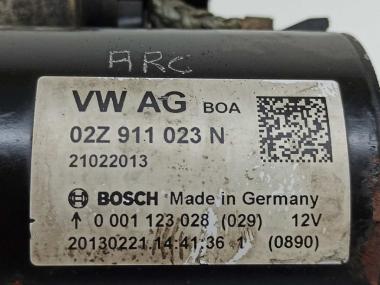 ARC
VW AG BOA
02Z 911 023 N
21022013
BOSCH Made in Germany
↑ 0 001 123 028 (029) 12V
20130221.14:41:36 1 (0890)